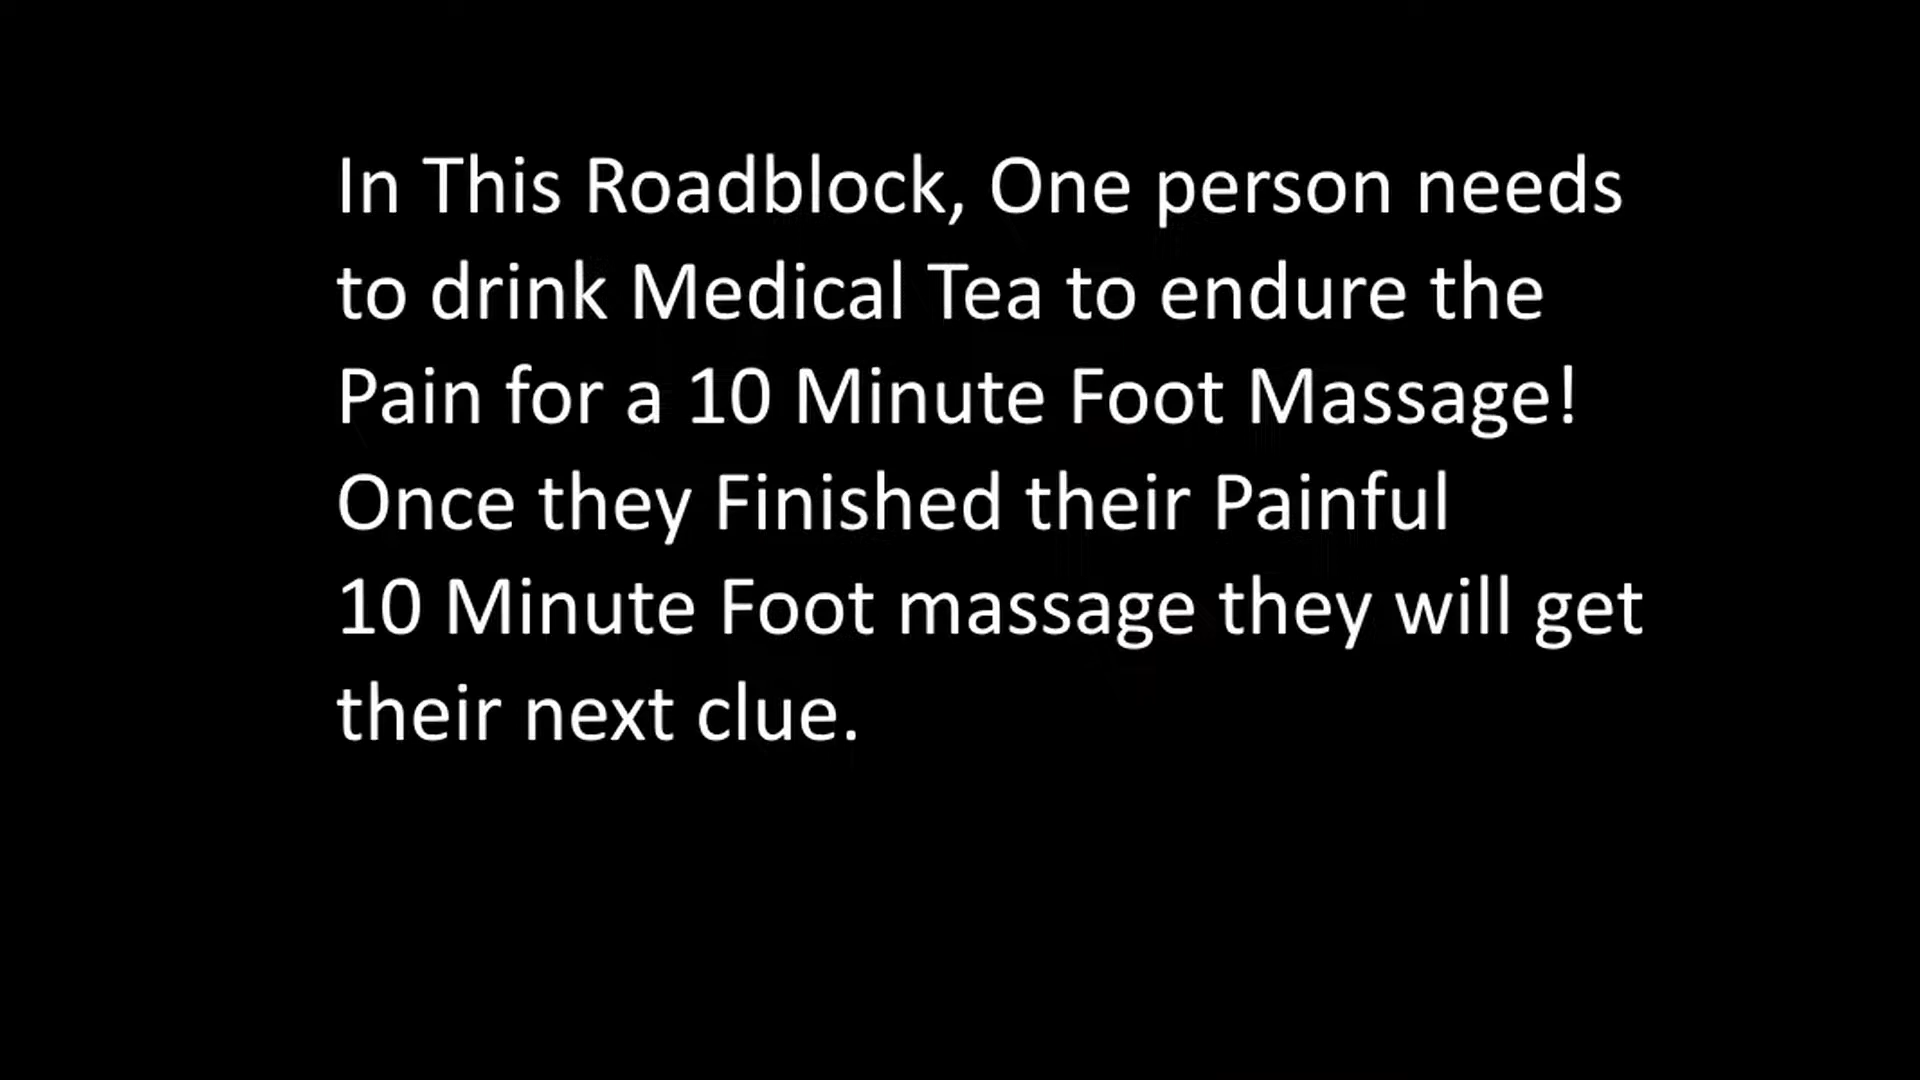 In This Roadblock, One person needs
to drink Medical Tea to endure the
Pain for a 10 Minute Foot Massage!
Once they Finished their Painful
10 Minute Foot massage they will get
their next clue.